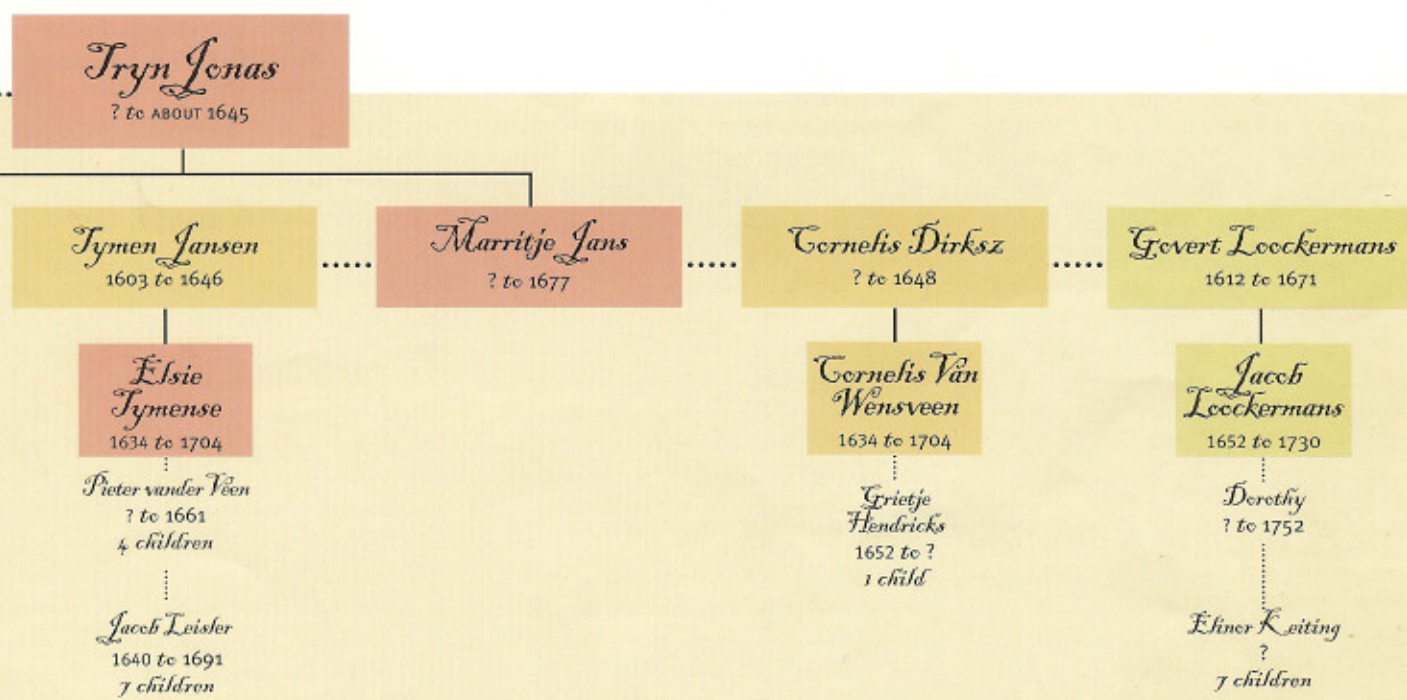 Tryn Jonas
? to ABOUT 1645
Tymen Jansen
1603 to 1646
Marritje Jans
? to 1677
Cornelis Dirksz
? to 1648
Govert Loockermans
1612 to 1671
Elsie
Tymense
1634 to 1704
Cornelis Van
Wensveen
1634 to 1704
Jacob
Loockermans
1652 to 1730
Pieter vander Veen
? to 1661
4 children
Grietje
Hendricks
1652 to ?
1 child
Dorothy
? to 1752
Jacob Leisler
1640 to 1691
7 children
Elinor Keiting
?
7 children